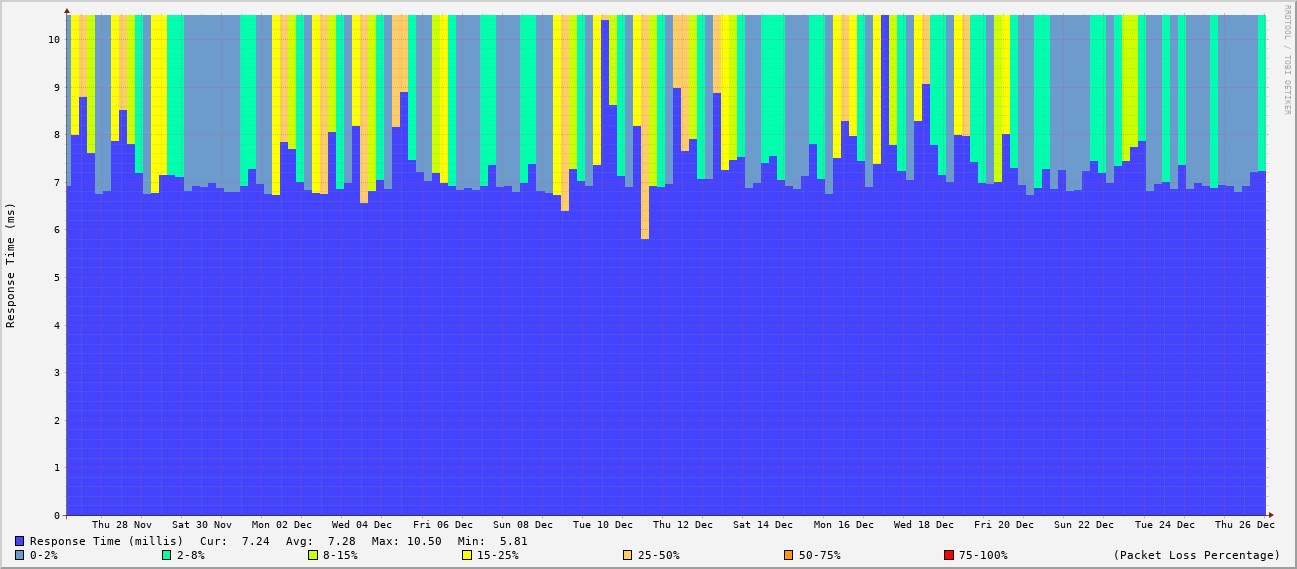 RRDTOOL / TOBI OETIKER
Response Time (ms)
10
9
8
7
6
5
4
3
2
1
0
Thu 28 Nov Sat 30 Nov Mon 02 Dec Wed 04 Dec Fri 06 Dec Sun 08 Dec Tue 10 Dec Thu 12 Dec Sat 14 Dec Mon 16 Dec Wed 18 Dec Fri 20 Dec Sun 22 Dec Tue 24 Dec Thu 26 Dec
Response Time (millis) Cur: 7.24 Avg: 7.28 Max: 10.50 Min: 5.81
0-2% 2-8% 8-15% 15-25% 25-50% 50-75% 75-100% (Packet Loss Percentage)